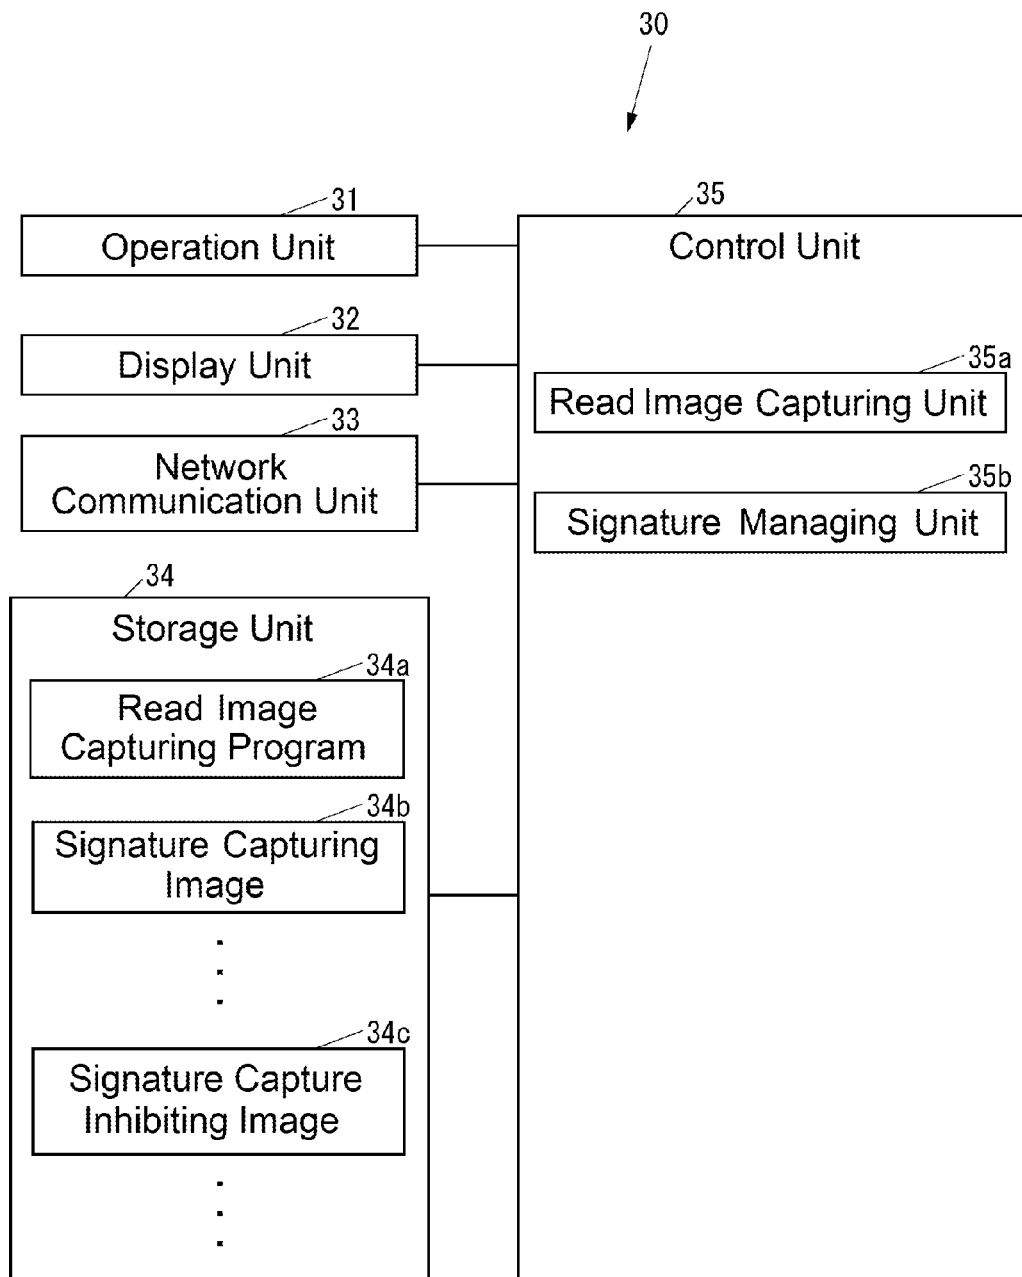 30
31
Operation Unit
32
Display Unit
33
Network
Communication Unit
34
Storage Unit
34a
Read Image
Capturing Program
34b
Signature Capturing
Image
34c
Signature Capture
Inhibiting Image
35
Control Unit
35a
Read Image Capturing Unit
35b
Signature Managing Unit